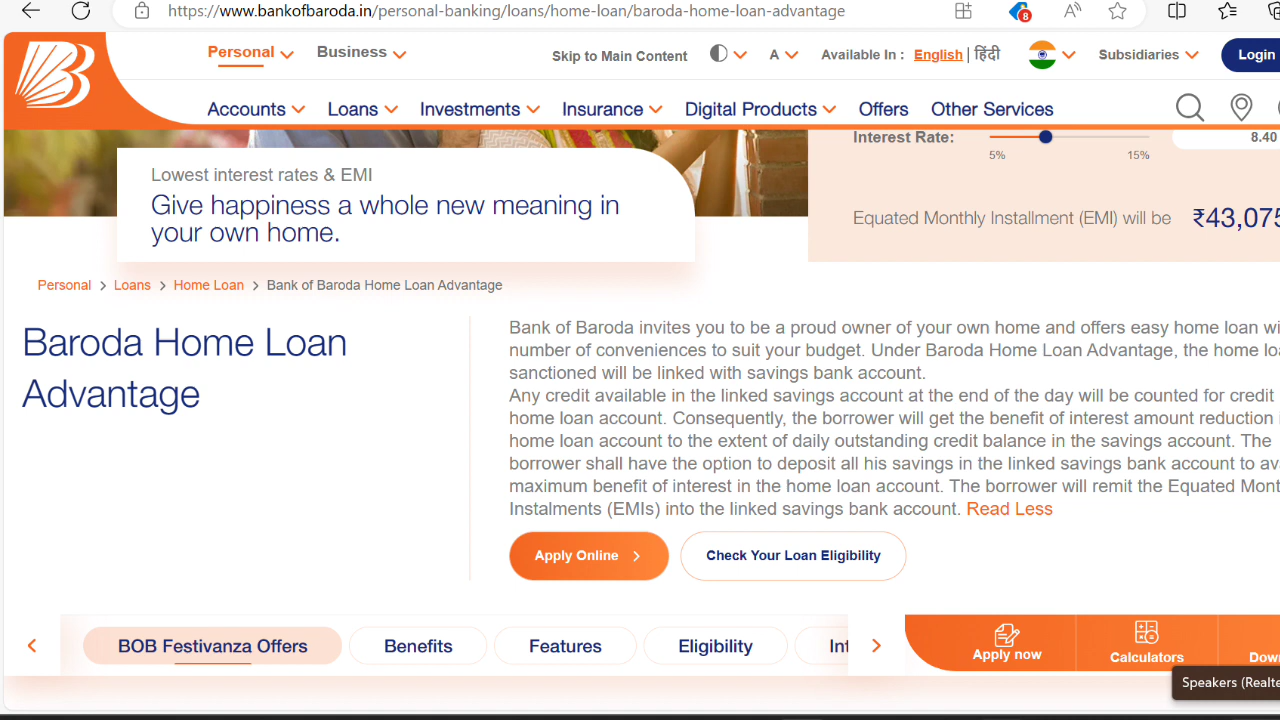 https://www.bankofbaroda.in/personal-banking/loans/home-loan/baroda-home-loan-advantage
8
Personal Business
Skip to Main Content A Available In : English | हिंदी Subsidiaries Login
Accounts Loans Investments Insurance Digital Products Offers Other Services
Interest Rate: 8.40
5% 15%
Lowest interest rates & EMI
Give happiness a whole new meaning in
your own home.
Equated Monthly Installment (EMI) will be ₹43,075
Personal > Loans > Home Loan > Bank of Baroda Home Loan Advantage
Baroda Home Loan
Advantage
Bank of Baroda invites you to be a proud owner of your own home and offers easy home loan wi
number of conveniences to suit your budget. Under Baroda Home Loan Advantage, the home loa
sanctioned will be linked with savings bank account.
Any credit available in the linked savings account at the end of the day will be counted for credit
home loan account. Consequently, the borrower will get the benefit of interest amount reduction
home loan account to the extent of daily outstanding credit balance in the savings account. The
borrower shall have the option to deposit all his savings in the linked savings bank account to av
maximum benefit of interest in the home loan account. The borrower will remit the Equated Mont
Instalments (EMIs) into the linked savings bank account. Read Less
Apply Online > Check Your Loan Eligibility
BOB Festivanza Offers Benefits Features Eligibility Int
Apply now Calculators Dow
Speakers (Realte